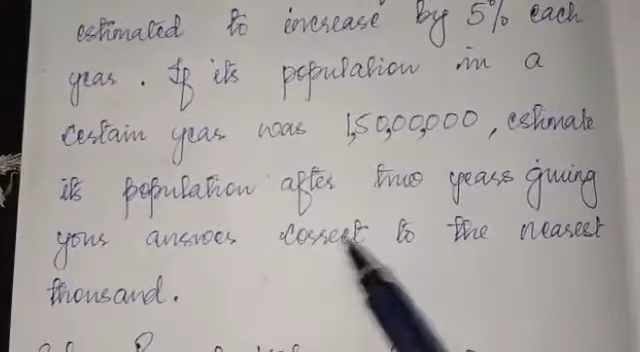 estimated to increase by 5% each
year. If its population in a
certain year was 1,50,00,000, estimate
its population after two years giving
your answer correct to the nearest
thousand.